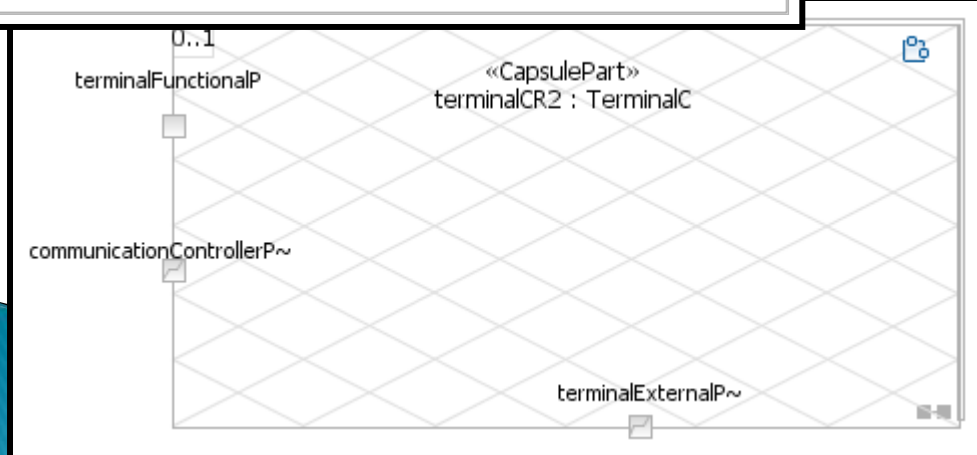 0..1
terminalFunctionalP
«CapsulePart»
terminalCR2 : TerminalC
communicationControllerP~
terminalExternalP~